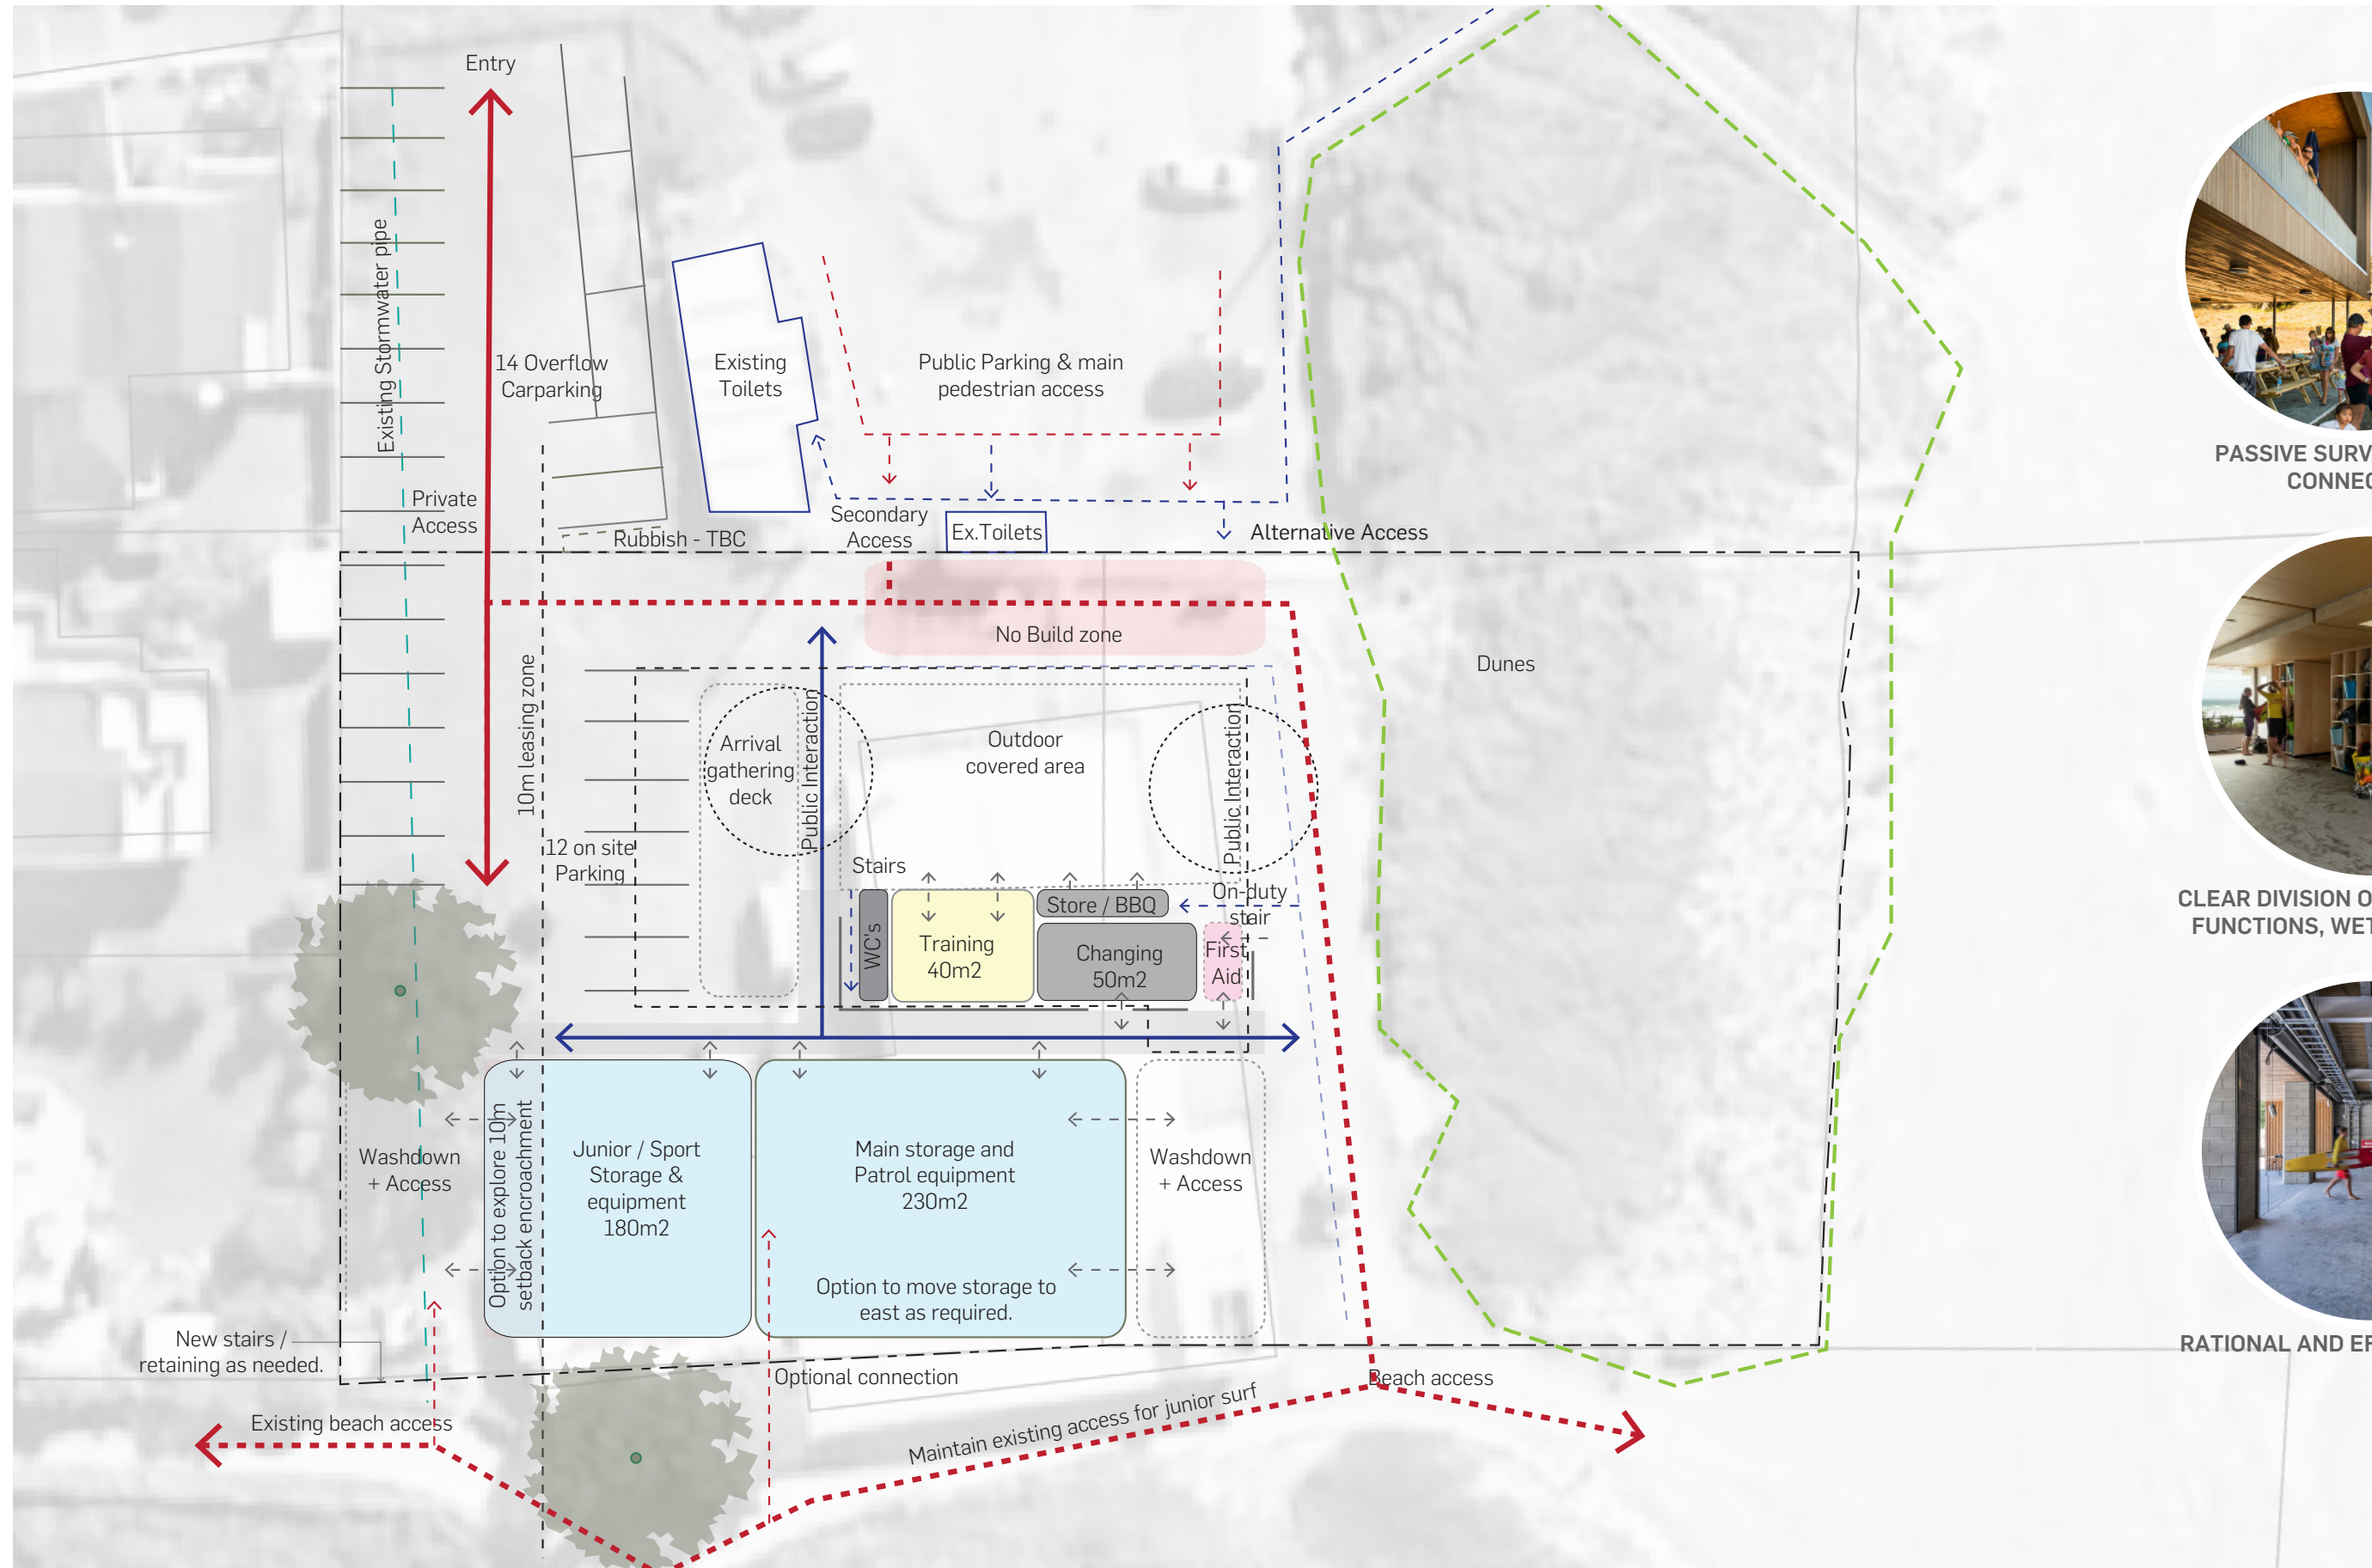 Entry
Existing Stormwater pipe
14 Overflow
Carparking
Existing
Toilets
Public Parking & main
pedestrian access
Private
Access
Rubbish - TBC
Secondary
Access
Ex.Toilets
Alternative Access
No Build zone
Dunes
10m leasing zone
Arrival
gathering
deck
Public Interaction
Outdoor
covered area
Public Interaction
12 on site
Parking
Stairs
WC's
Training
40m2
Store / BBQ
Changing
50m2
On-duty
stair
First
Aid
Washdown
+ Access
Option to explore 10m
setback encroachment
Junior / Sport
Storage &
equipment
180m2
Main storage and
Patrol equipment
230m2
Option to move storage to
east as required.
Washdown
+ Access
New stairs /
retaining as needed.
Optional connection
Beach access
Existing beach access
Maintain existing access for junior surf
PASSIVE SURV
CONNEC
CLEAR DIVISION O
FUNCTIONS, WET
RATIONAL AND EF